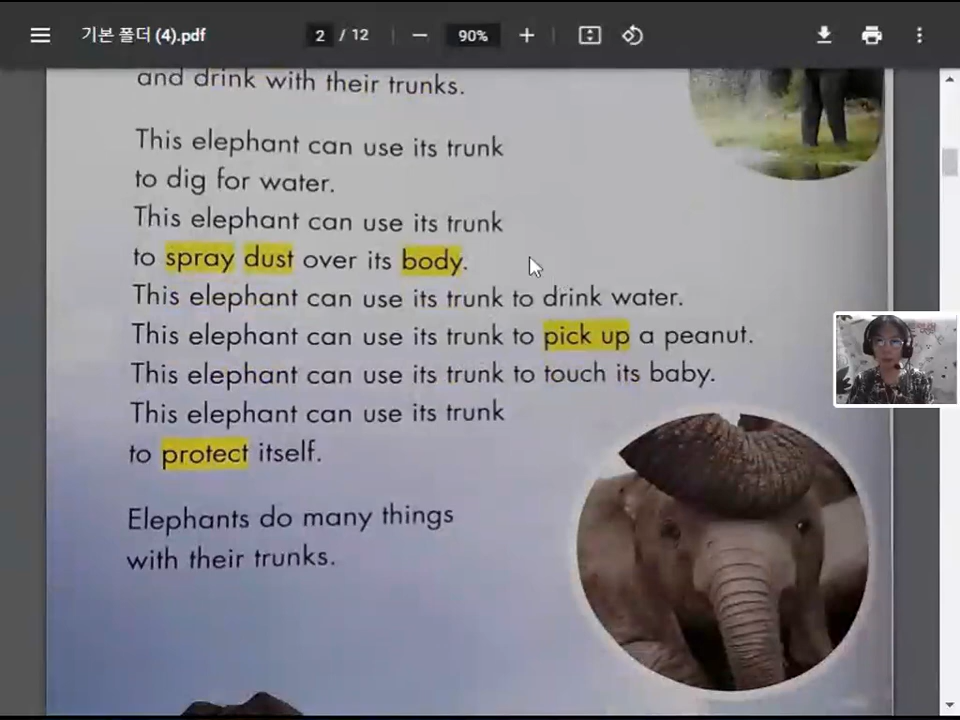 기본 폴더 (4).pdf
2 / 12
90%
and drink with their trunks.
This elephant can use its trunk
to dig for water.
This elephant can use its trunk
to spray dust over its body.
This elephant can use its trunk to drink water.
This elephant can use its trunk to pick up a peanut.
This elephant can use its trunk to touch its baby.
This elephant can use its trunk
to protect itself.
Elephants do many things
with their trunks.